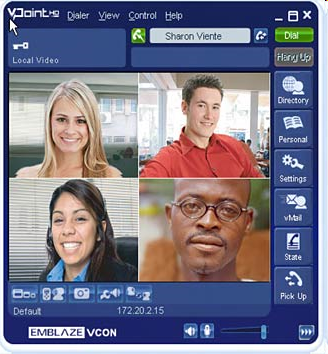 vPoint HD Dialer View Control Help
Sharon Viente Dial
Local Video Hang Up
Directory
Personal
Settings
vMail
State
Pick Up
Default 172.20.2.15
EMBLAZE VCON